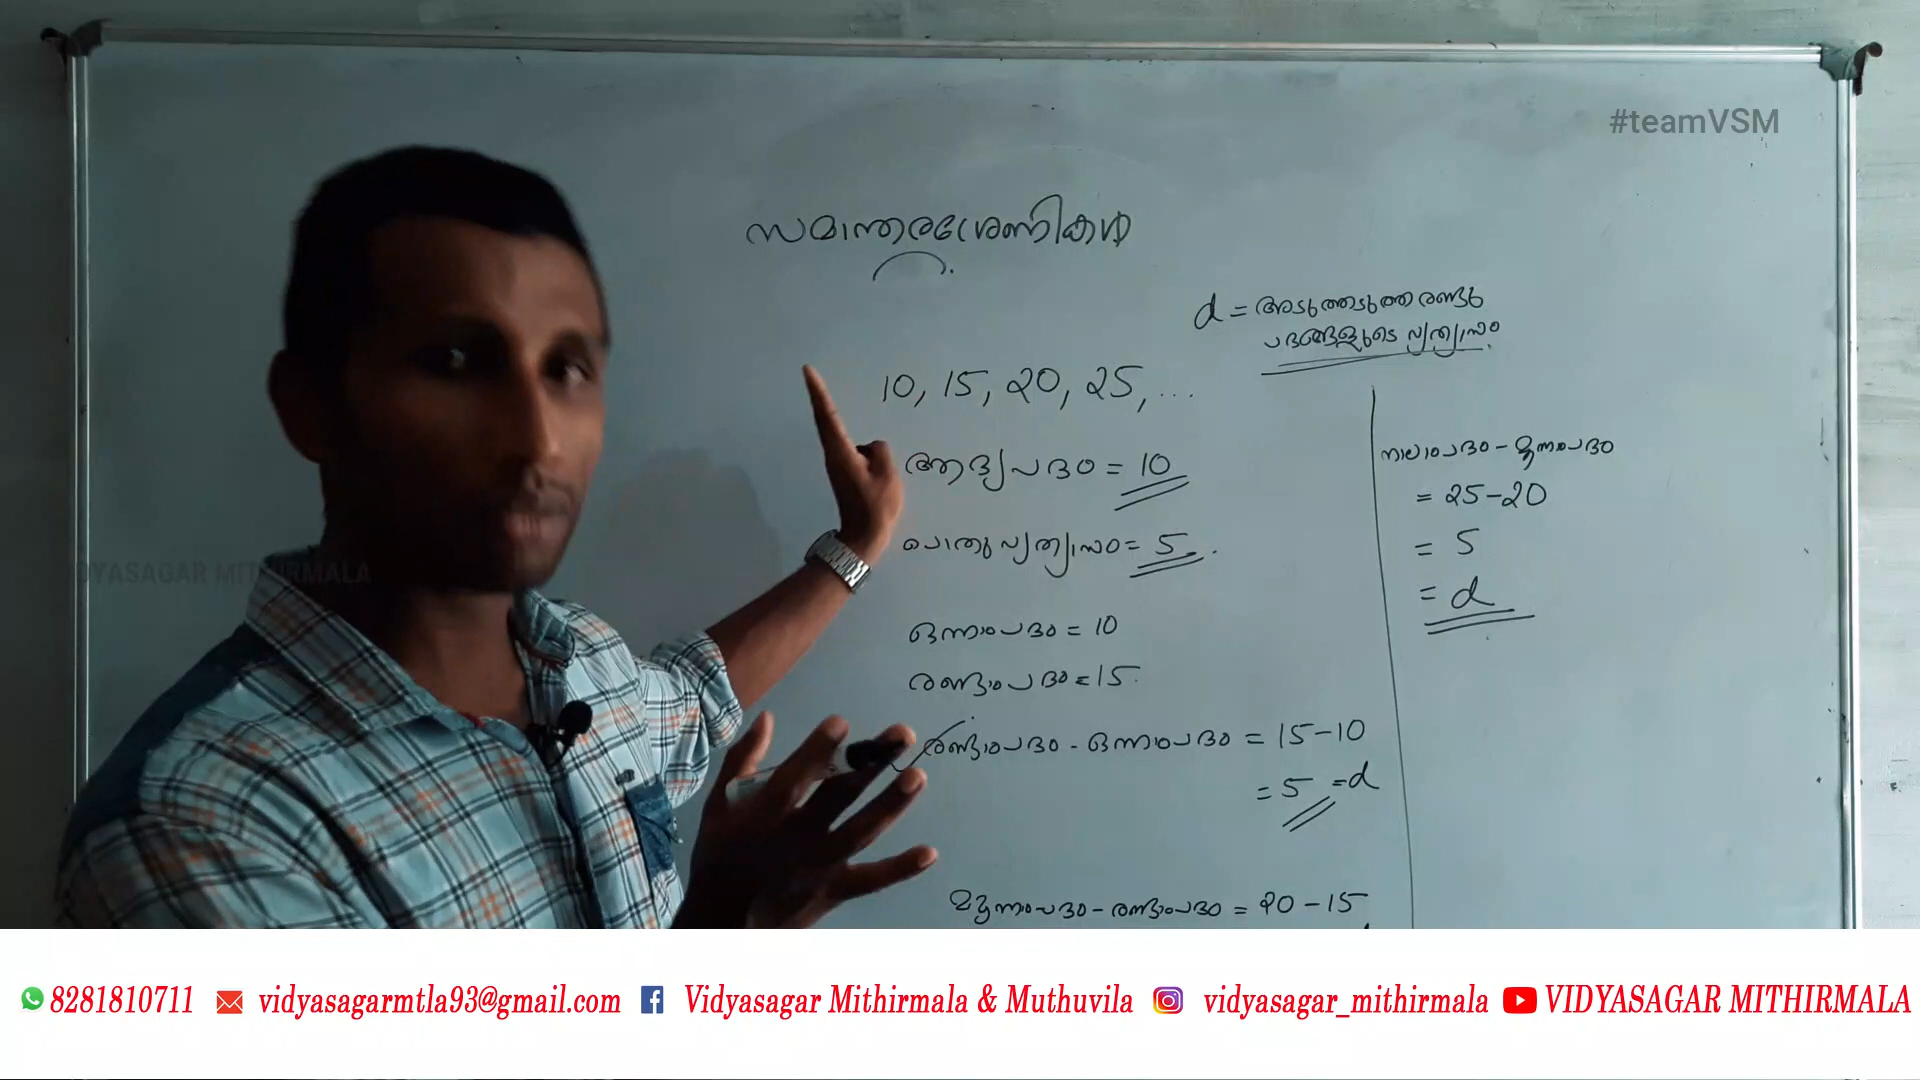 #teamVSM
സമാന്തരശ്രേണികൾ
d = അടുത്തടുത്ത രണ്ടു
പദങ്ങളുടെ വ്യത്യാസം
10, 15, 20, 25, ...
ആദ്യപദം = 10
പൊതുവ്യത്യാസം = 5
ഒന്നാംപദം = 10
രണ്ടാംപദം = 15
രണ്ടാംപദം - ഒന്നാംപദം = 15-10
= 5 = d
മൂന്നാംപദം - രണ്ടാംപദം = 20-15
നാലാംപദം - മൂന്നാംപദം
= 25-20
= 5
= d
VIDYASAGAR MITHIRMALA
8281810711 vidyasagarmtla93@gmail.com Vidyasagar Mithirmala & Muthuvila vidyasagar_mithirmala VIDYASAGAR MITHIRMALA